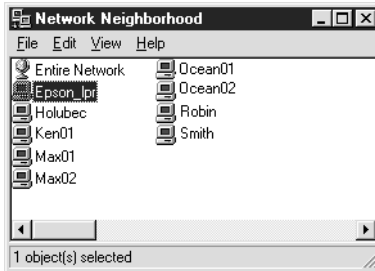 Network Neighborhood
File Edit View Help
Entire Network
Epson_lpr
Holubec
Ken01
Max01
Max02
Ocean01
Ocean02
Robin
Smith
1 object(s) selected